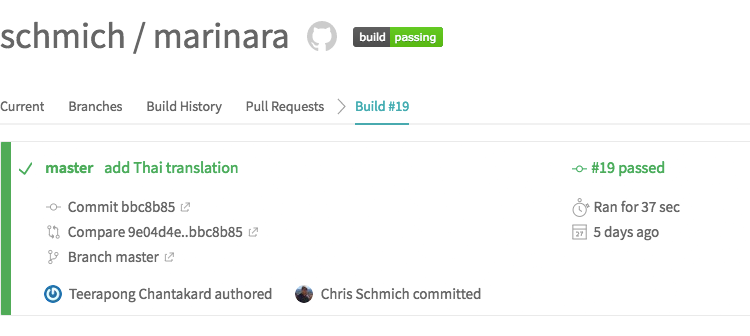 schmich / marinara build passing
Current Branches Build History Pull Requests Build #19
master add Thai translation #19 passed
Commit bbc8b85 Ran for 37 sec
Compare 9e04d4e..bbc8b85 27 5 days ago
Branch master
Teerapong Chantakard authored Chris Schmich committed